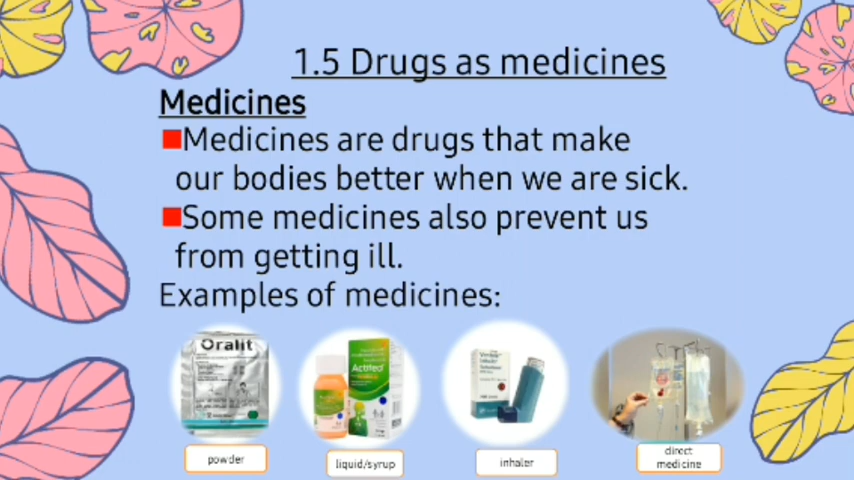 1.5 Drugs as medicines
Medicines
Medicines are drugs that make
our bodies better when we are sick.
Some medicines also prevent us
from getting ill.
Examples of medicines:
Oralit
Actifed
powder
liquid/syrup
inhaler
direct
medicine